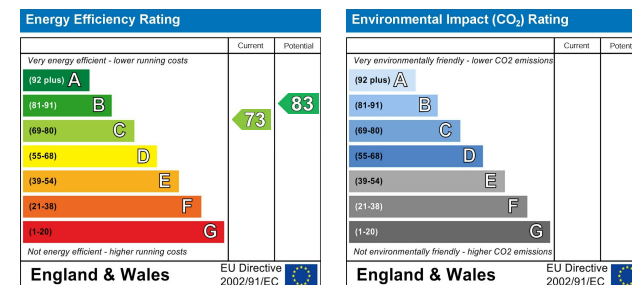 Energy Efficiency Rating
Current Potential
Very energy efficient - lower running costs
(92 plus) A
(81-91) B
83
(69-80) C
73
(55-68) D
(39-54) E
(21-38) F
(1-20) G
Not energy efficient - higher running costs
England & Wales
EU Directive
2002/91/EC
Environmental Impact (CO₂) Rating
Current Potent
Very environmentally friendly - lower CO2 emissions
(92 plus) A
(81-91) B
(69-80) C
(55-68) D
(39-54) E
(21-38) F
(1-20) G
Not environmentally friendly - higher CO2 emissions
England & Wales
EU Directive
2002/91/EC